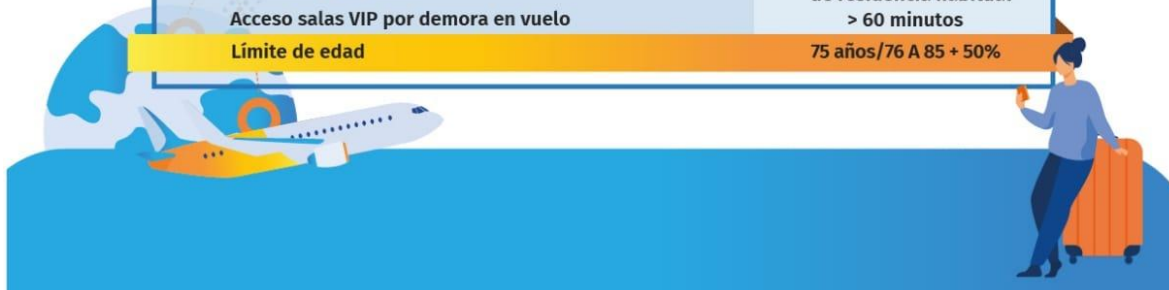 Acceso salas VIP por demora en vuelo
> 60 minutos
Límite de edad
75 años/76 A 85 + 50%